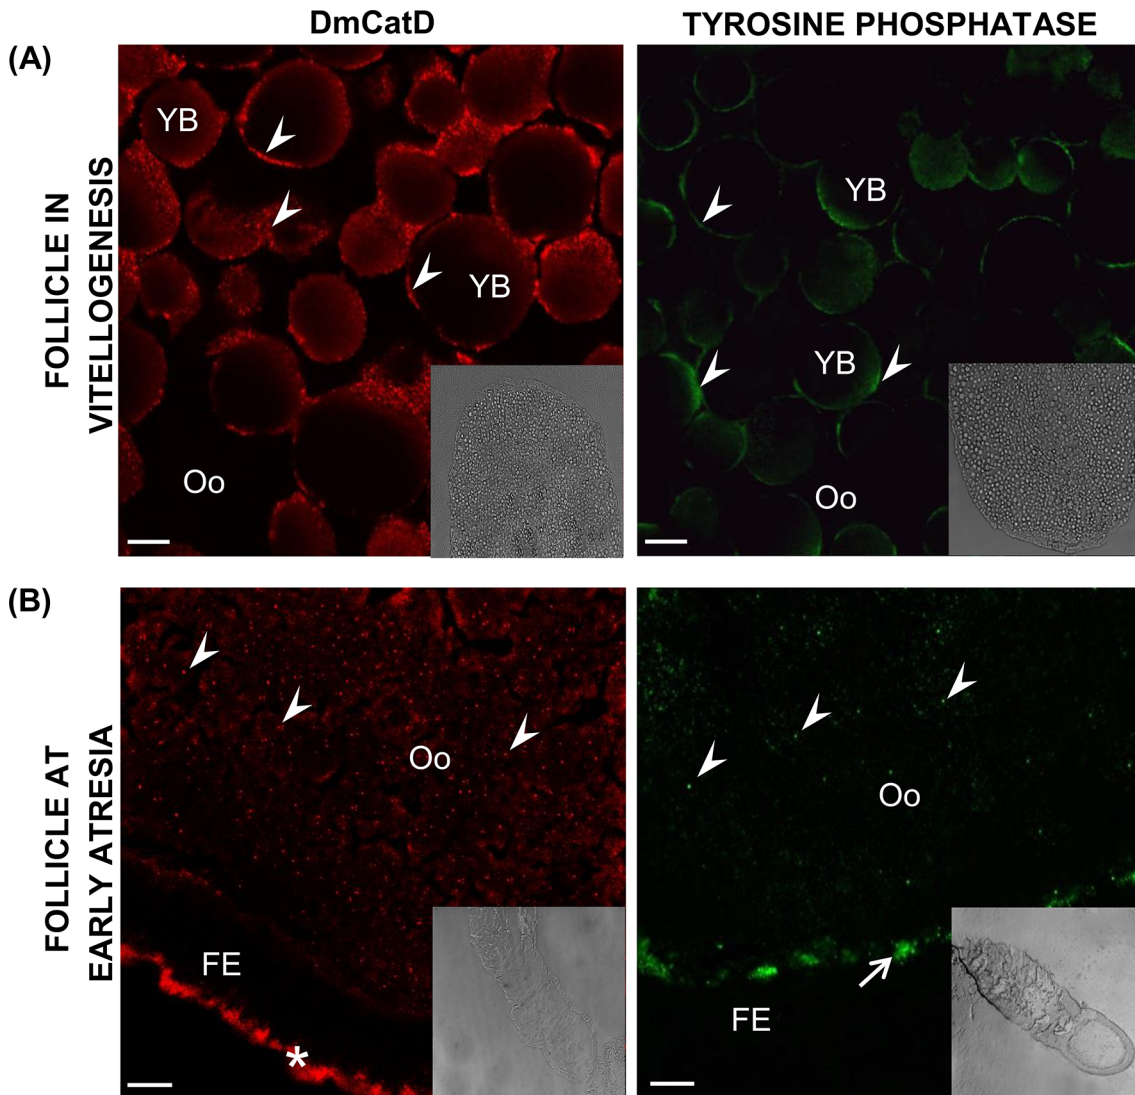 DmCatD
TYROSINE PHOSPHATASE
(A)
FOLLICLE IN
VITELLOGENESIS
YB
YB
Oo
YB
YB
Oo
(B)
FOLLICLE AT
EARLY ATRESIA
Oo
FE
*
Oo
FE